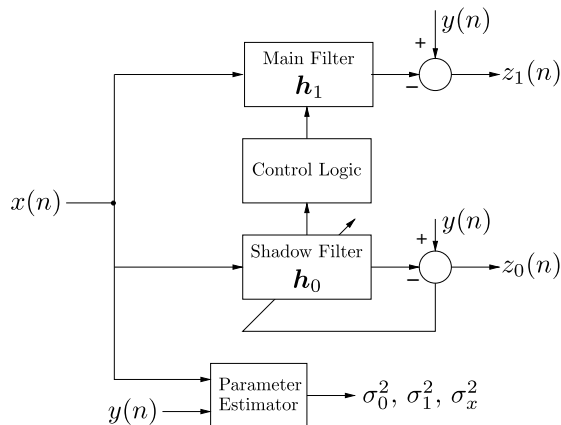 y(n)
+
Main Filter
h₁
−
z₁(n)
Control Logic
x(n)
y(n)
+
Shadow Filter
h₀
−
z₀(n)
Parameter
Estimator
y(n)
σ₀², σ₁², σₓ²